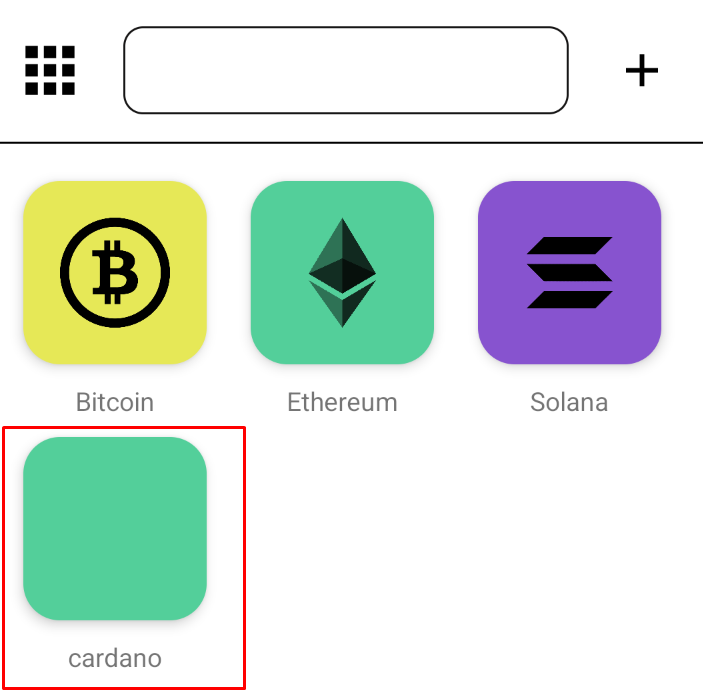 Bitcoin
Ethereum
Solana
cardano